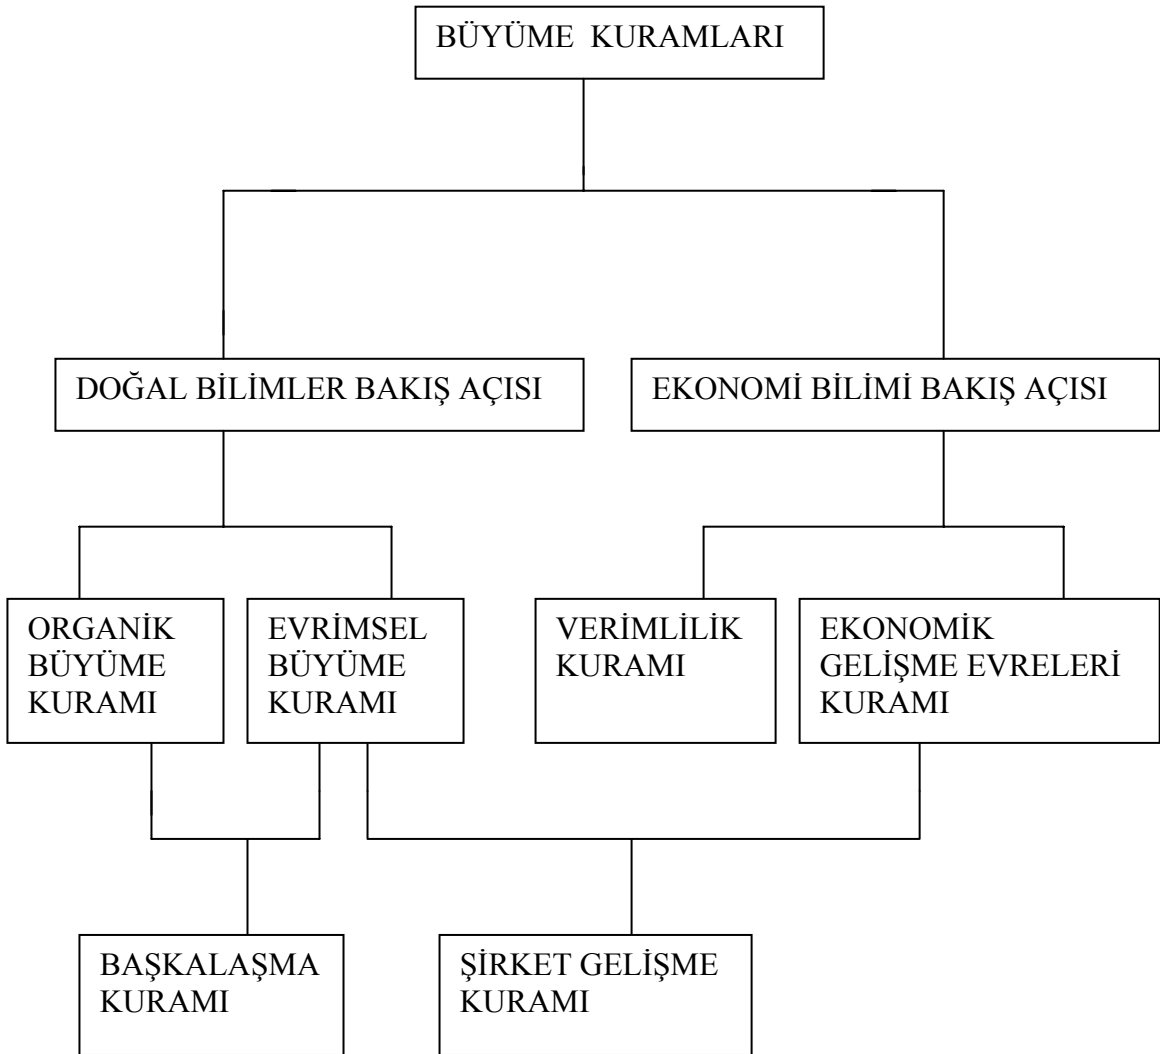 BÜYÜME KURAMLARI
DOĞAL BİLİMLER BAKIŞ AÇISI
EKONOMİ BİLİMİ BAKIŞ AÇISI
ORGANİK
BÜYÜME
KURAMI
EVRİMSEL
BÜYÜME
KURAMI
VERİMLİLİK
KURAMI
EKONOMİK
GELİŞME EVRELERİ
KURAMI
BAŞKALAŞMA
KURAMI
ŞİRKET GELİŞME
KURAMI